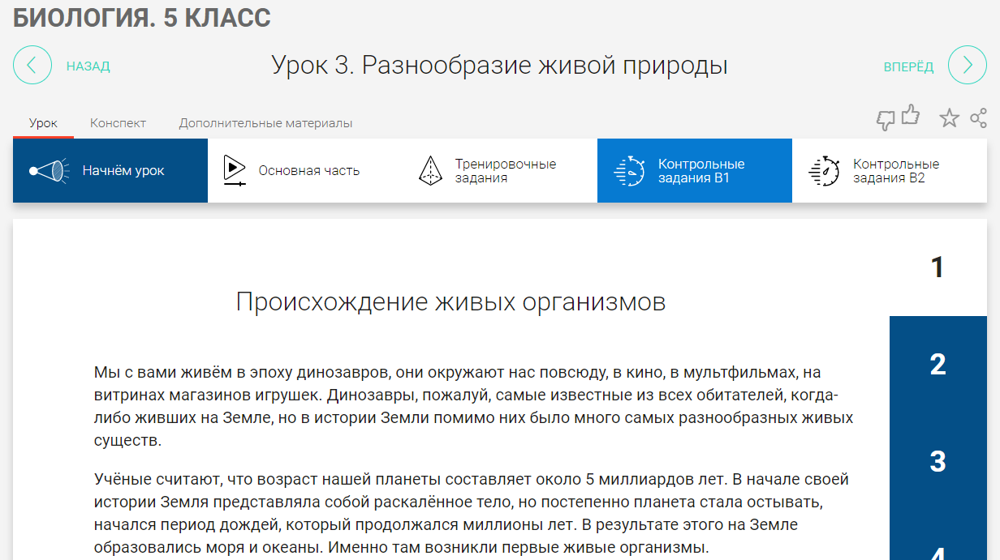 БИОЛОГИЯ. 5 КЛАСС
НАЗАД
Урок 3. Разнообразие живой природы
ВПЕРЁД
Урок
Конспект
Дополнительные материалы
Начнём урок
Основная часть
Тренировочные
задания
Контрольные
задания В1
Контрольные
задания В2
1
Происхождение живых организмов
2
Мы с вами живём в эпоху динозавров, они окружают нас повсюду, в кино, в мультфильмах, на
витринах магазинов игрушек. Динозавры, пожалуй, самые известные из всех обитателей, когда-
либо живших на Земле, но в истории Земли помимо них было много самых разнообразных живых
существ.
3
Учёные считают, что возраст нашей планеты составляет около 5 миллиардов лет. В начале своей
истории Земля представляла собой раскалённое тело, но постепенно планета стала остывать,
начался период дождей, который продолжался миллионы лет. В результате этого на Земле
образовались моря и океаны. Именно там возникли первые живые организмы.
4